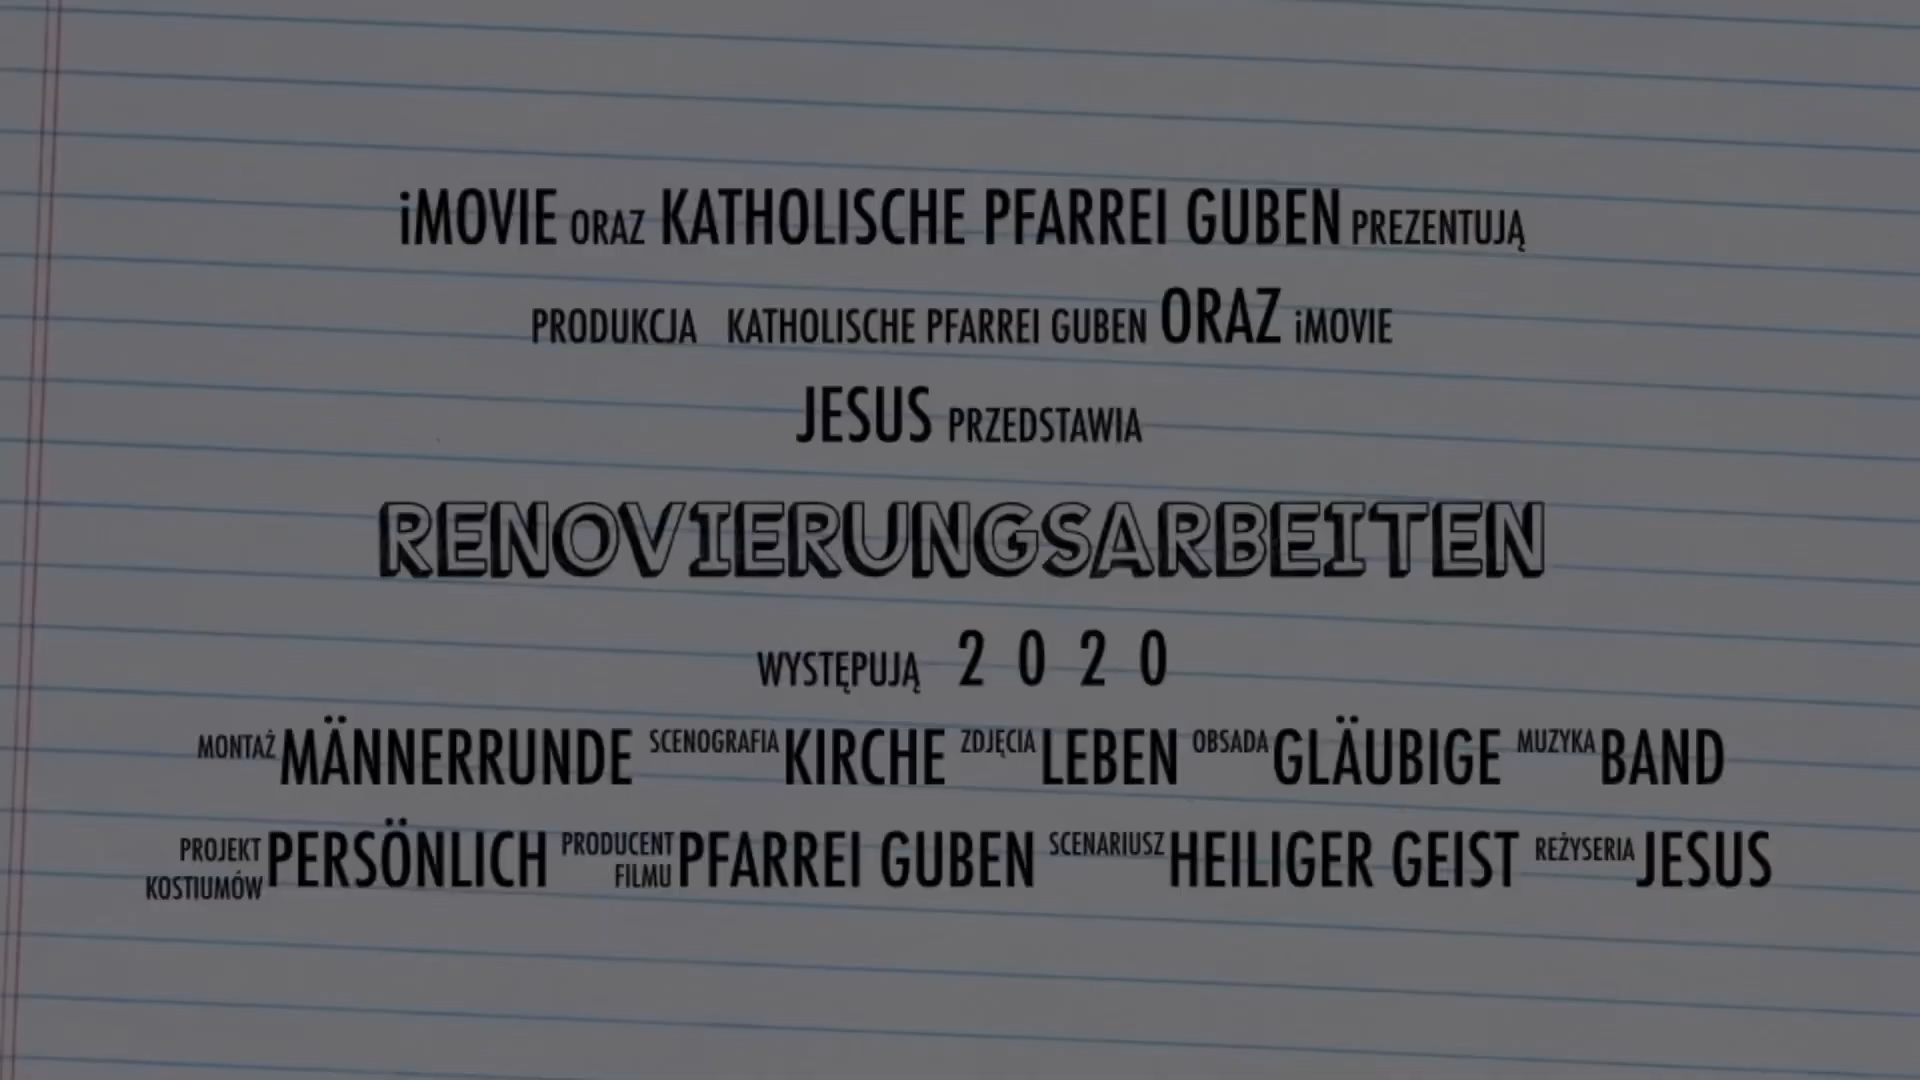 iMOVIE ORAZ KATHOLISCHE PFARREI GUBEN PREZENTUJĄ
PRODUKCJA KATHOLISCHE PFARREI GUBEN ORAZ iMOVIE
JESUS PRZEDSTAWIA
RENOVIERUNGSARBEITEN
WYSTĘPUJĄ 2 0 2 0
MONTAŻ MÄNNERRUNDE SCENOGRAFIA KIRCHE ZDJĘCIA LEBEN OBSADA GLÄUBIGE MUZYKA BAND
PROJEKT KOSTIUMÓW PERSÖNLICH PRODUCENT FILMU PFARREI GUBEN SCENARIUSZ HEILIGER GEIST REŻYSERIA JESUS